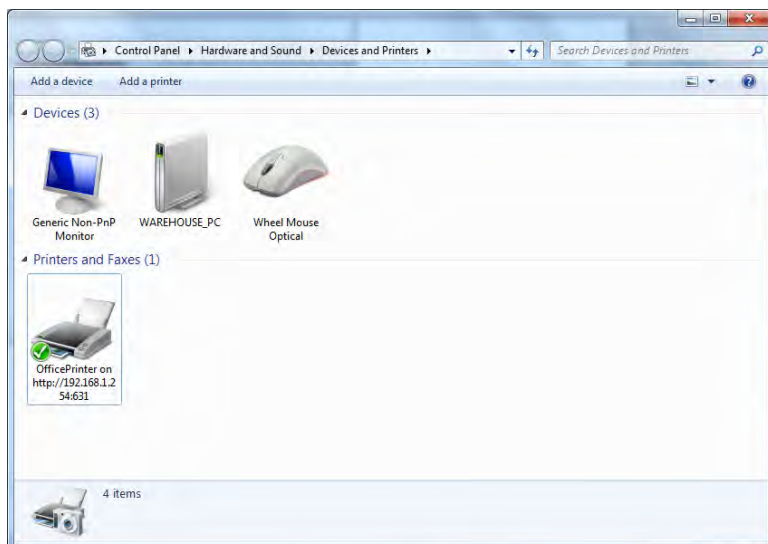 Control Panel ▸ Hardware and Sound ▸ Devices and Printers ▸
Search Devices and Printers
Add a device Add a printer
Devices (3)
Generic Non-PnP
Monitor
WAREHOUSE_PC
Wheel Mouse
Optical
Printers and Faxes (1)
OfficePrinter on
http://192.168.1.2
54:631
4 items